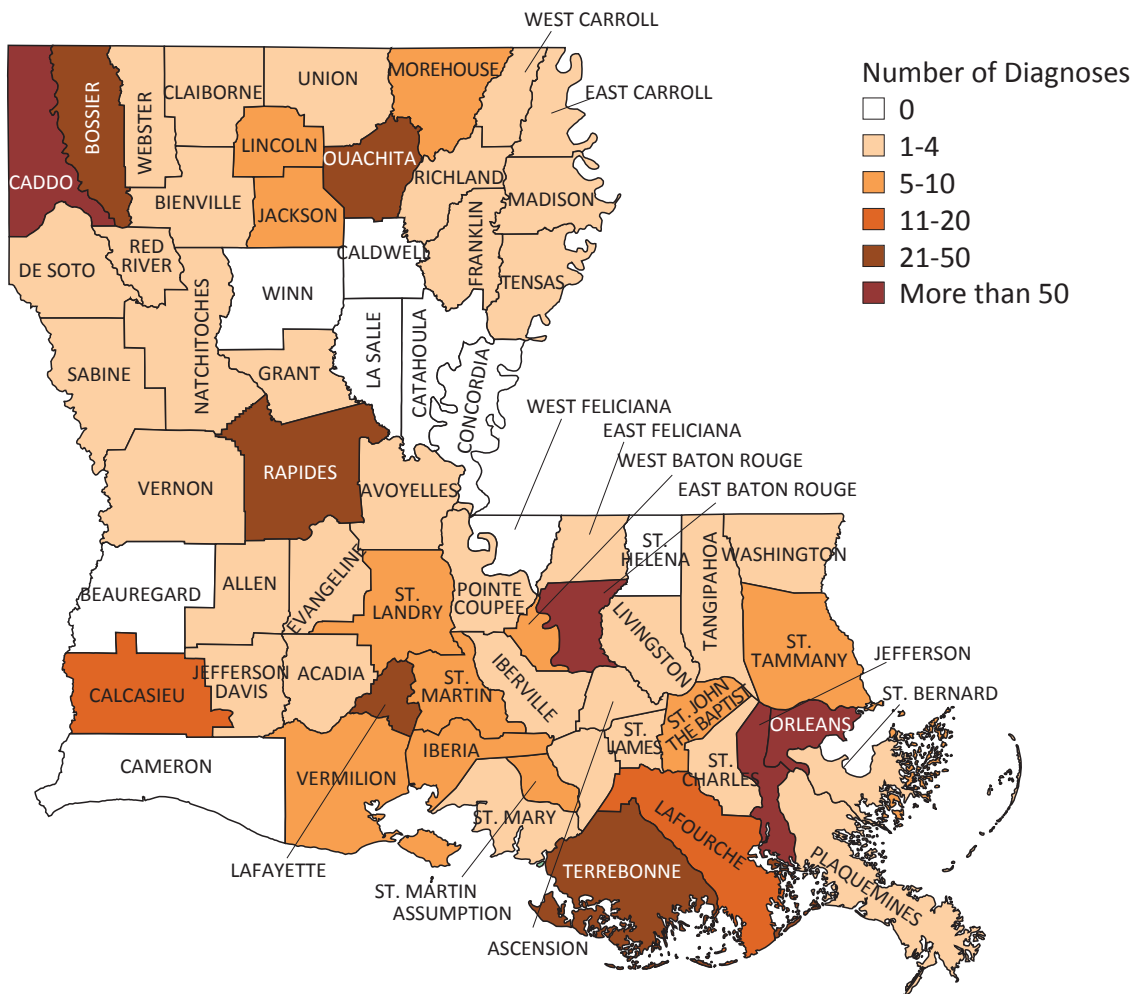 WEST CARROLL
Number of Diagnoses
0
1-4
5-10
11-20
21-50
More than 50
UNION
MOREHOUSE
CLAIBORNE
EAST CARROLL
BOSSIER
WEBSTER
LINCOLN
OUACHITA
CADDO
RICHLAND
MADISON
BIENVILLE
JACKSON
FRANKLIN
RED
RIVER
CALDWELL
DE SOTO
TENSAS
WINN
NATCHITOCHES
LA SALLE
CATAHOULA
CONCORDIA
SABINE
GRANT
WEST FELICIANA
EAST FELICIANA
WEST BATON ROUGE
EAST BATON ROUGE
RAPIDES
VERNON
AVOYELLES
ST.
HELENA
TANGIPAHOA
WASHINGTON
BEAUREGARD
ALLEN
EVANGELINE
ST.
LANDRY
POINTE
COUPEE
LIVINGSTON
ST.
TAMMANY
JEFFERSON
ST. BERNARD
CALCASIEU
JEFFERSON
DAVIS
ACADIA
ST.
MARTIN
IBERVILLE
ST. JOHN
THE BAPTIST
ORLEANS
ST.
JAMES
CAMERON
VERMILION
IBERIA
ST.
CHARLES
ST. MARY
LAFOURCHE
LAFAYETTE
TERREBONNE
PLAQUEMINES
ST. MARTIN
ASSUMPTION
ASCENSION